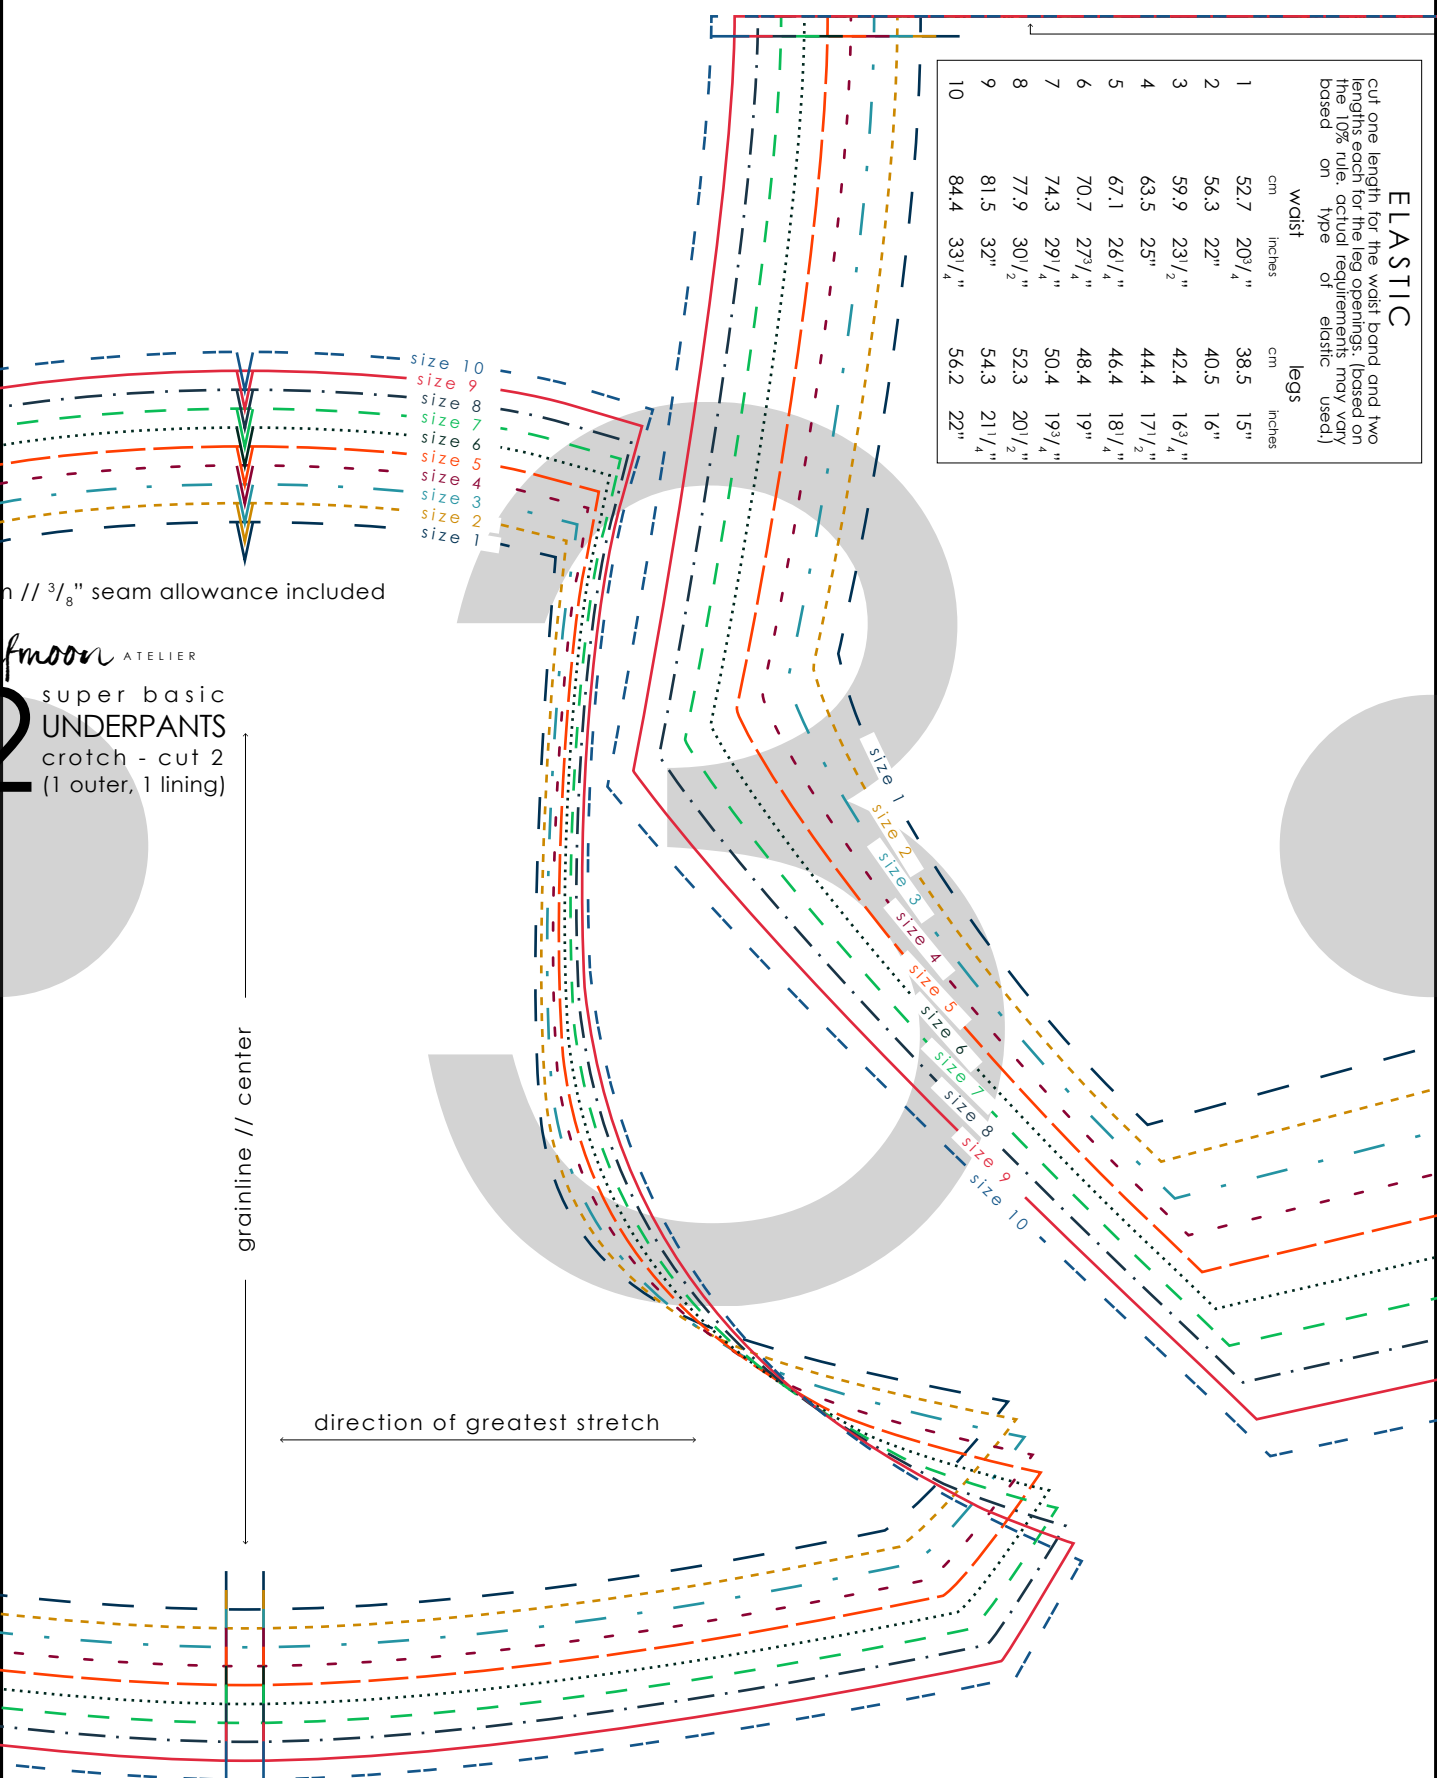 ELASTIC
cut one length for the waist band and two
lengths each for the leg openings. (based on
the 10% rule. actual requirements may vary
based on type of elastic used.)
waist legs
cm inches cm inches
1 52.7 20³/₄" 38.5 15"
2 56.3 22" 40.5 16"
3 59.9 23¹/₂" 42.4 16³/₄"
4 63.5 25" 44.4 17¹/₂"
5 67.1 26¹/₄" 46.4 18¹/₄"
6 70.7 27³/₄" 48.4 19"
7 74.3 29¹/₄" 50.4 19³/₄"
8 77.9 30¹/₂" 52.3 20¹/₂"
9 81.5 32" 54.3 21¹/₄"
10 84.4 33¹/₄" 56.2 22"
size 10
size 9
size 8
size 7
size 6
size 5
size 4
size 3
size 2
size 1
m // ³/₈" seam allowance included
fmoon ATELIER
2
super basic
UNDERPANTS
crotch - cut 2
(1 outer, 1 lining)
3
size 1
size 2
size 3
size 4
size 5
size 6
size 7
size 8
size 9
size 10
grainline // center
direction of greatest stretch